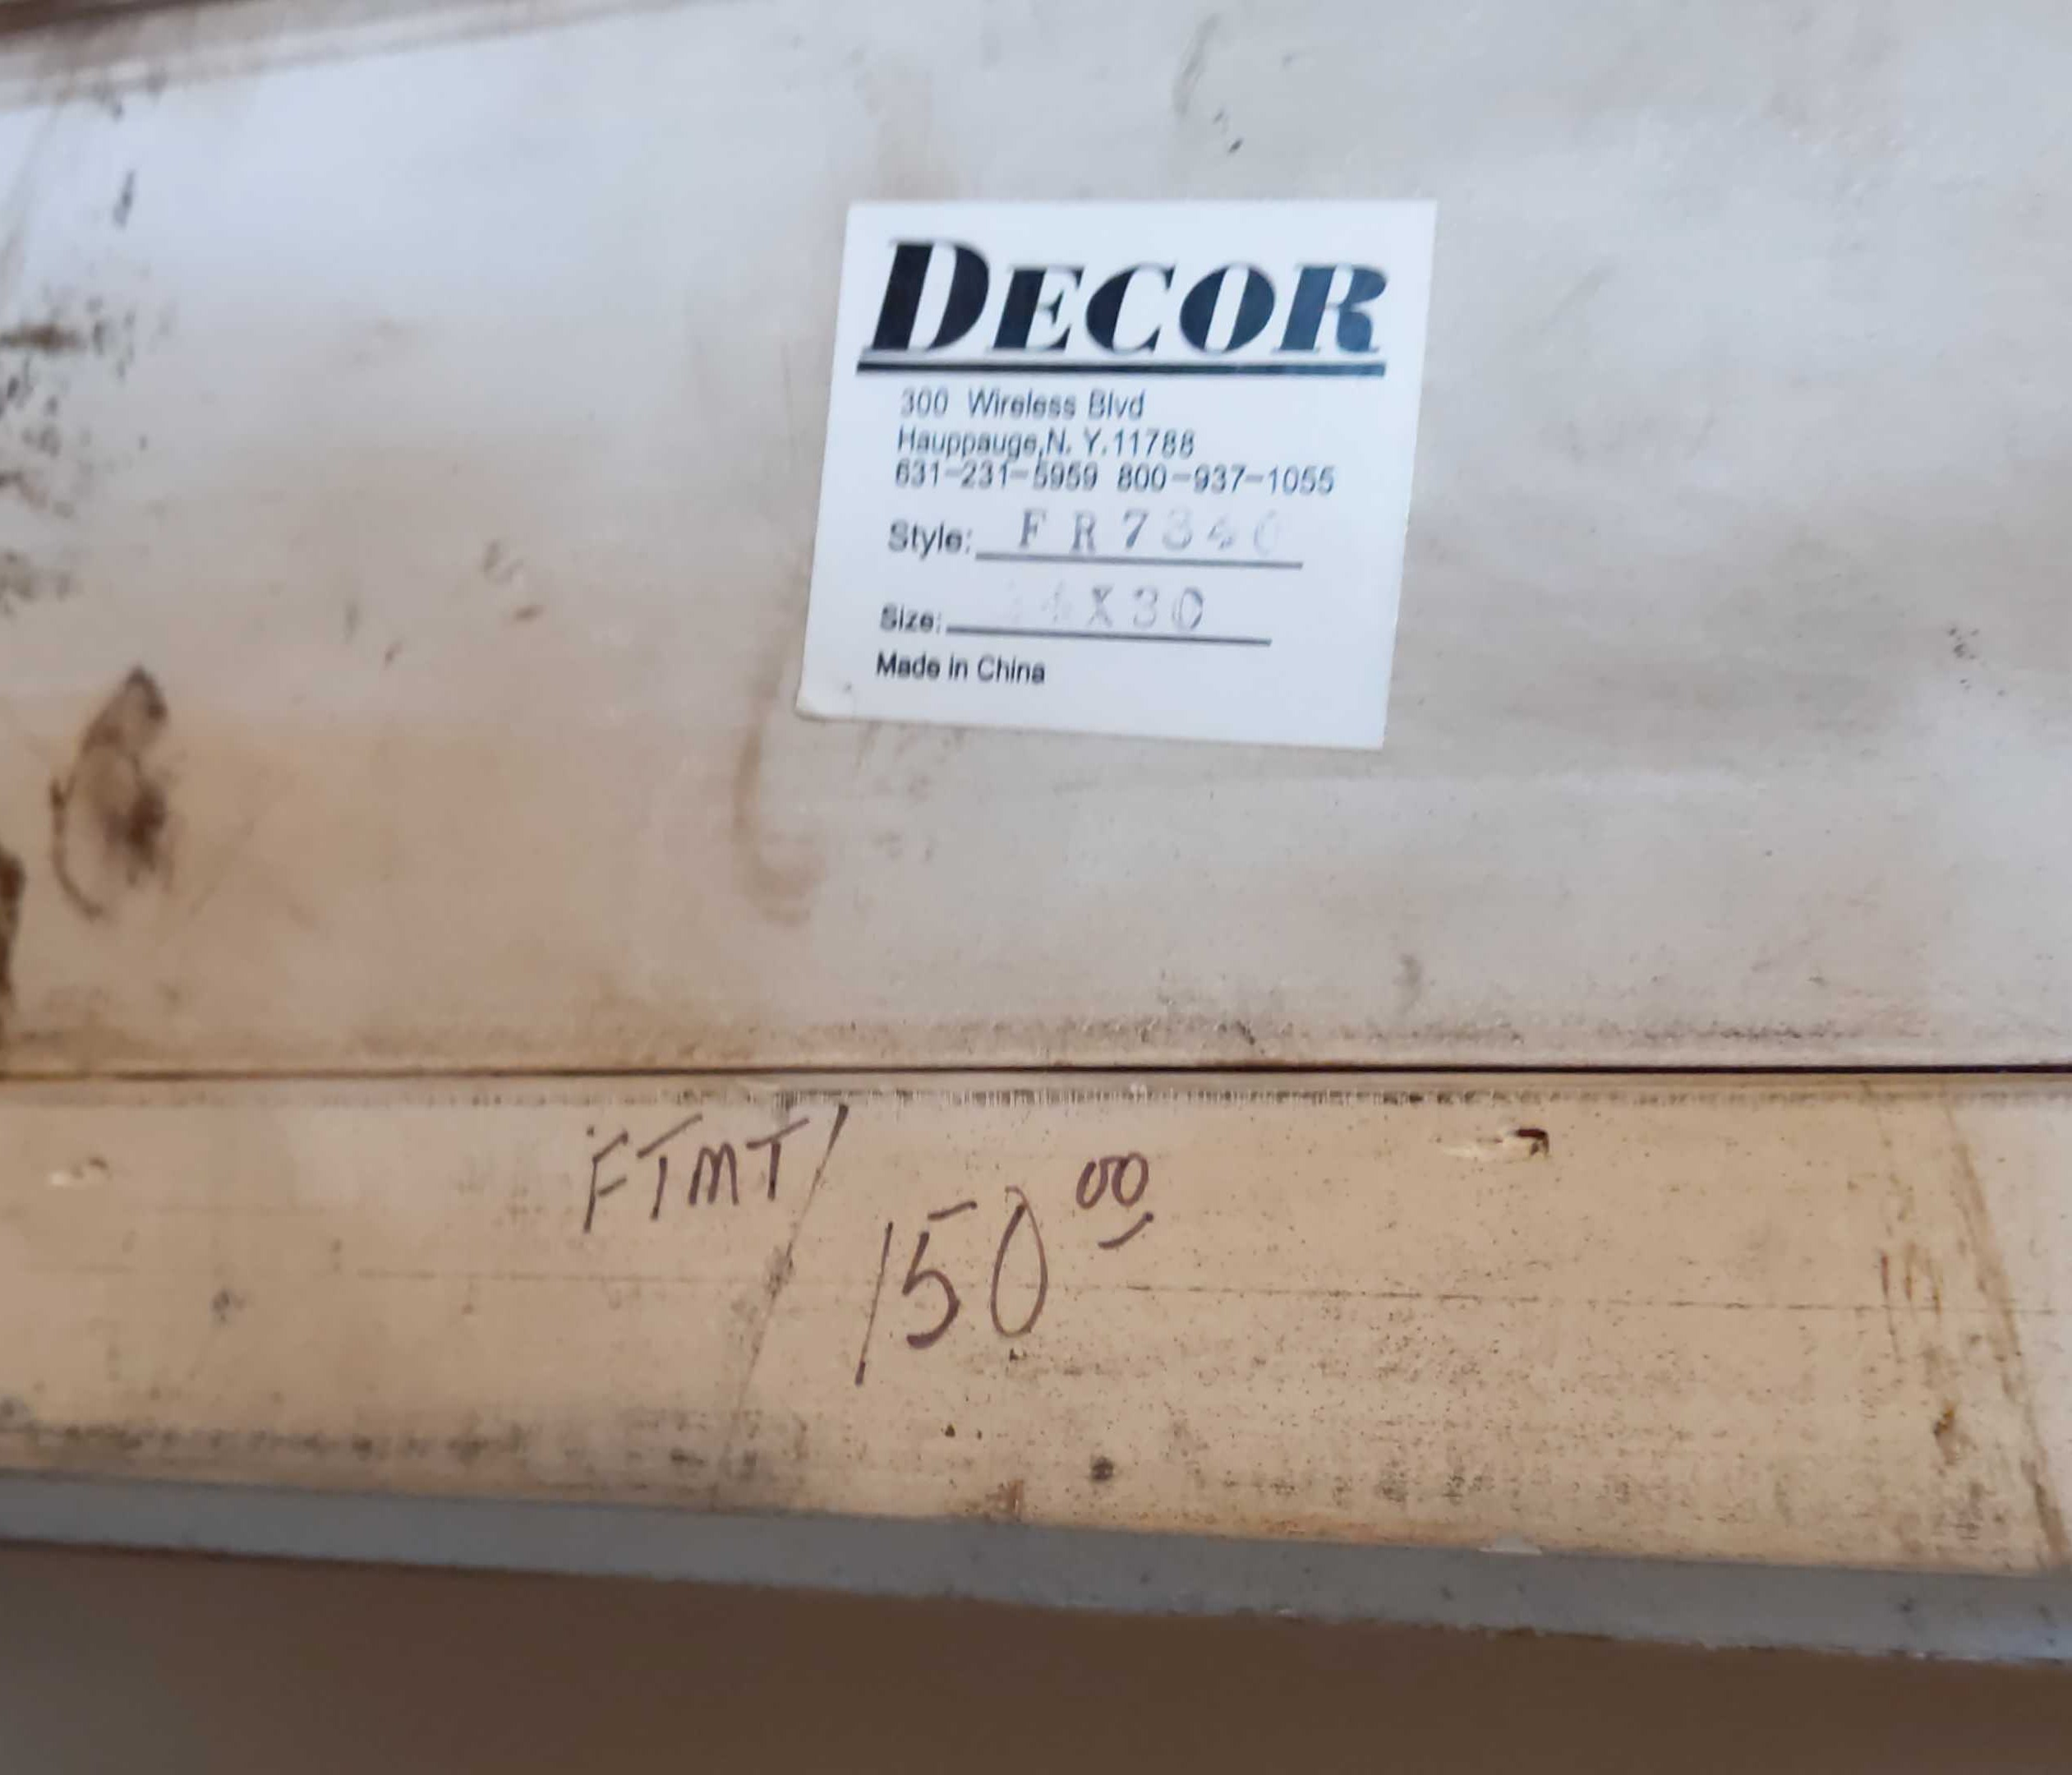 DECOR
300 Wireless Blvd
Hauppauge,N. Y.11788
631-231-5959 800-937-1055
Style: FR7340
Size: X30
Made in China
FTMT/
150 00